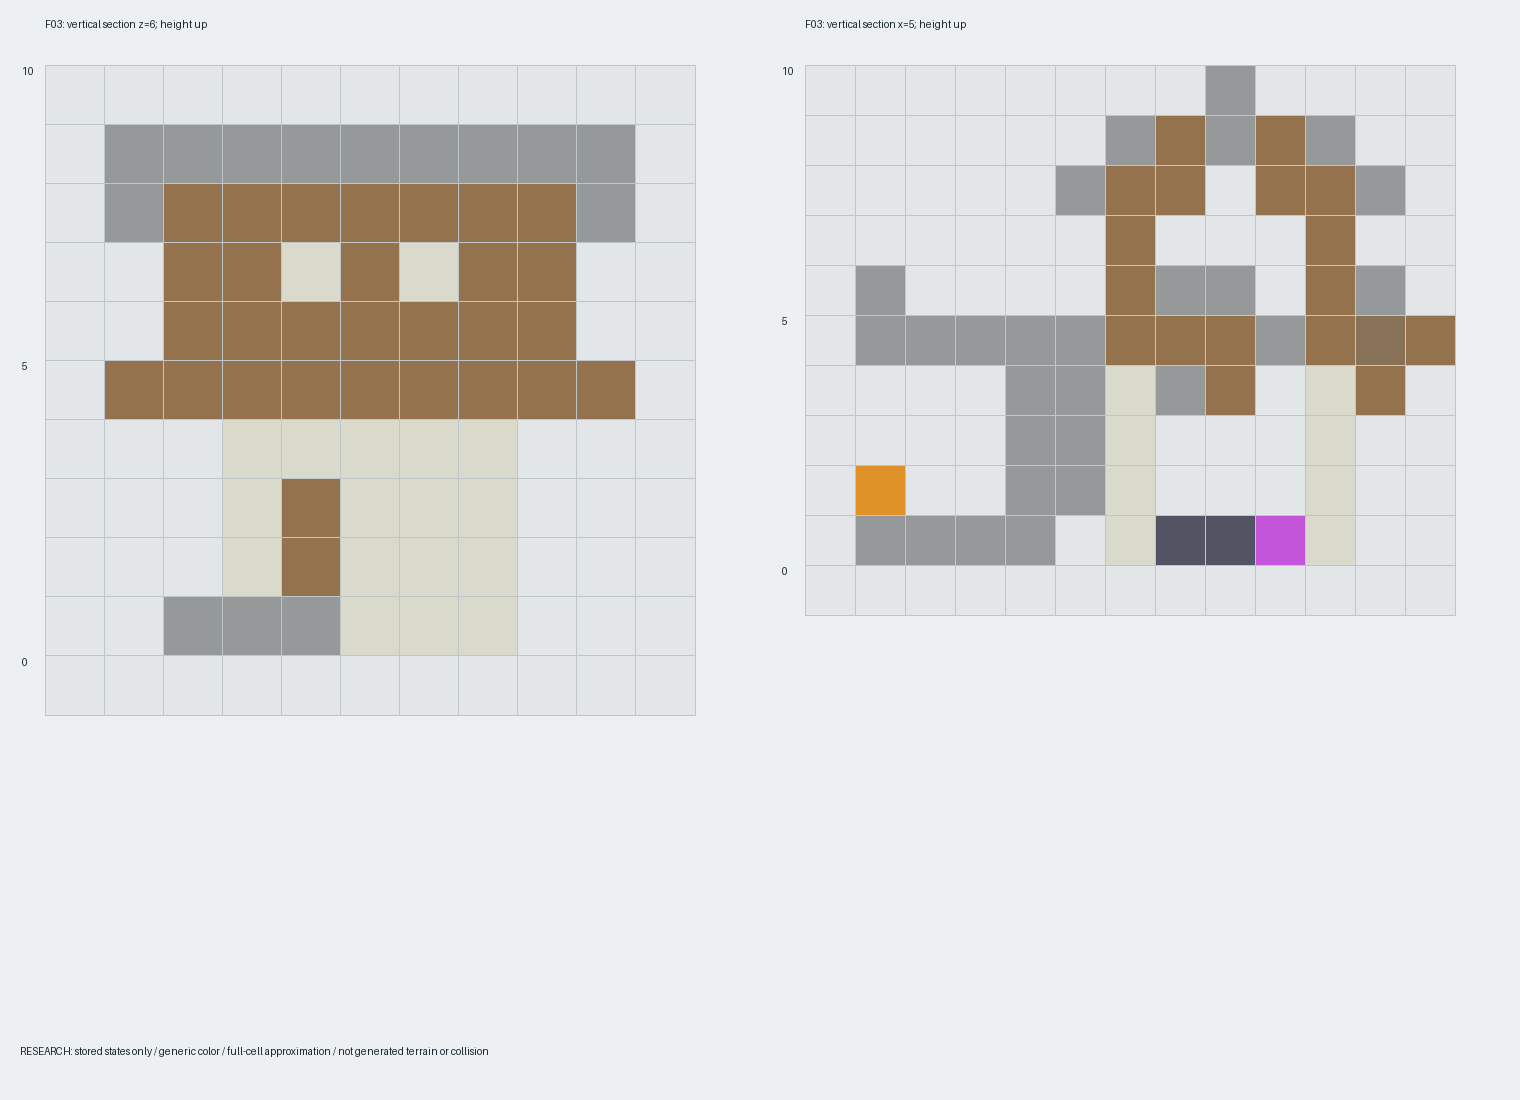 F03: vertical section z=6; height up
F03: vertical section x=5; height up
10
5
0
10
5
0
RESEARCH: stored states only / generic color / full-cell approximation / not generated terrain or collision